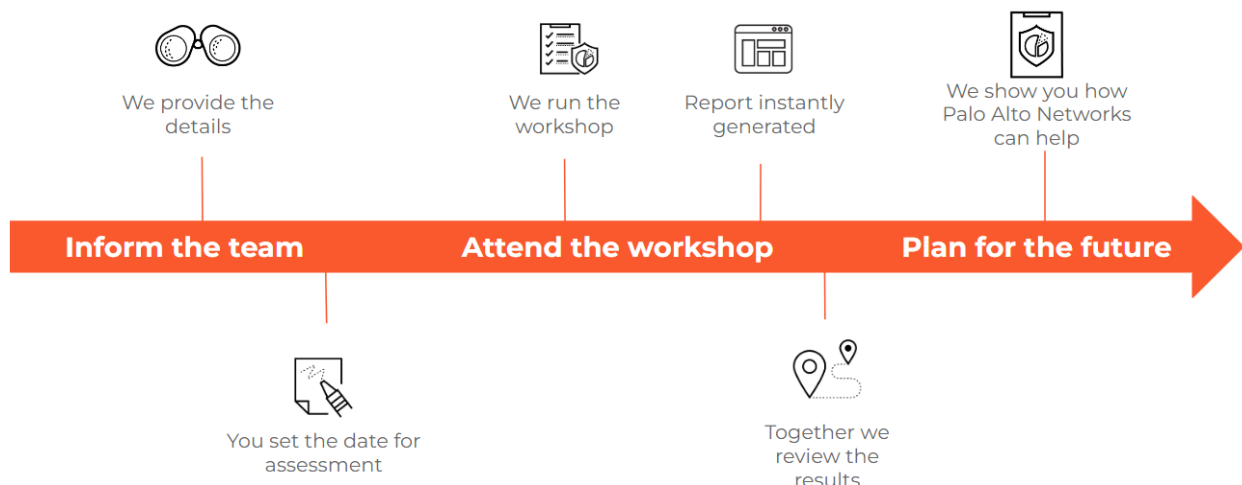 We provide the
details
We run the
workshop
Report instantly
generated
We show you how
Palo Alto Networks
can help
Inform the team
Attend the workshop
Plan for the future
You set the date for
assessment
Together we
review the
results